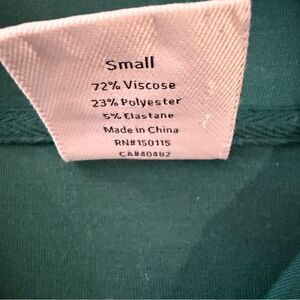 Small
72% Viscose
23% Polyester
5% Elastane
Made in China
RN#150115
CA#40482